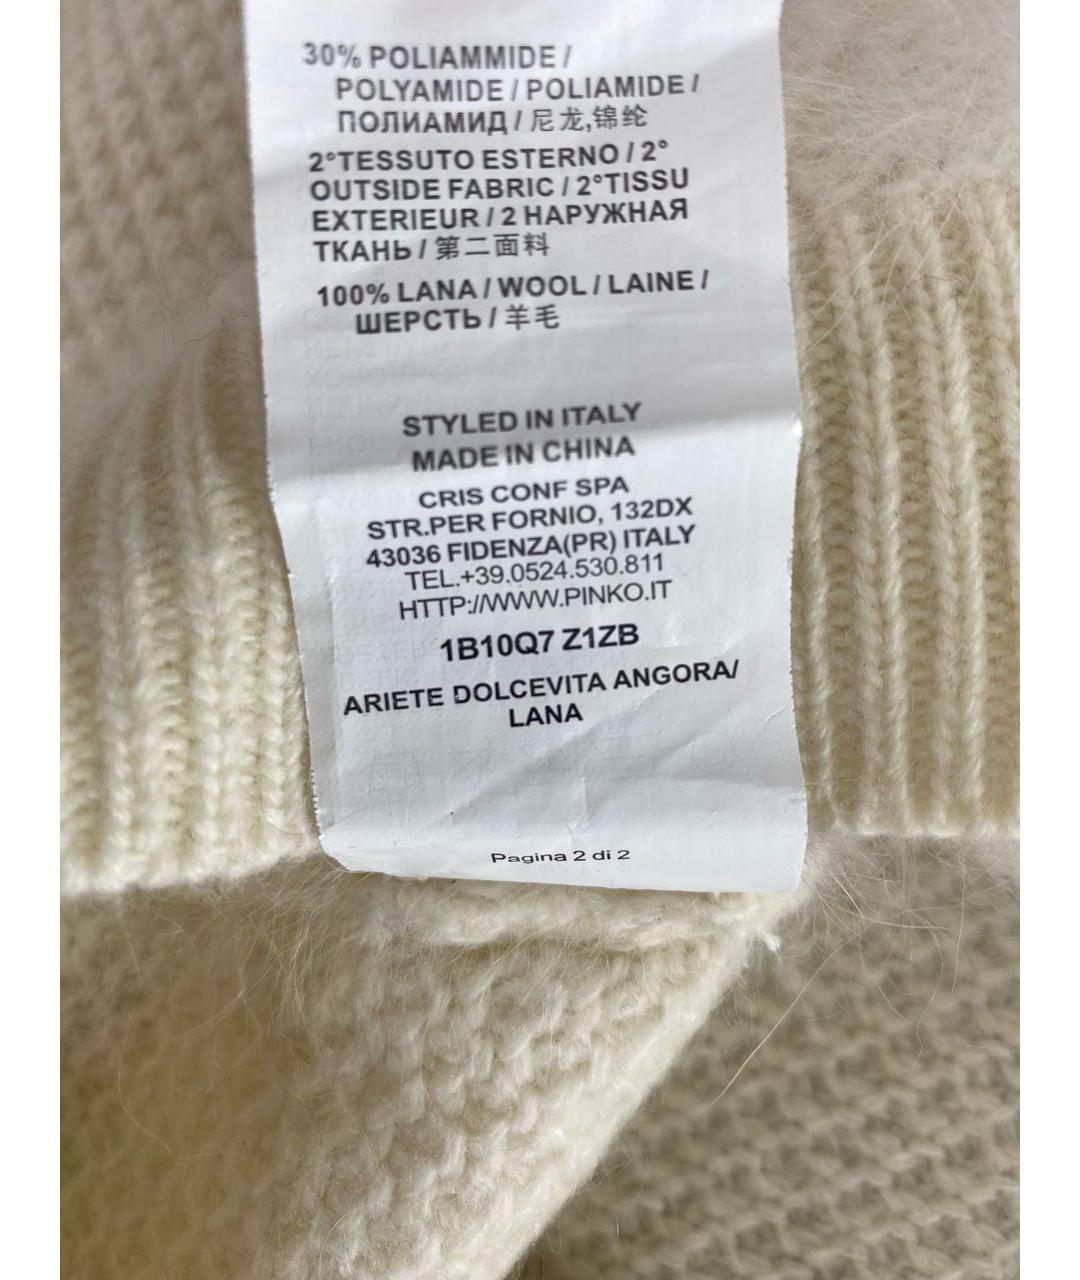 30% POLIAMMIDE /
POLYAMIDE / POLIAMIDE /
ПОЛИАМИД / 尼龙,锦纶
2°TESSUTO ESTERNO / 2°
OUTSIDE FABRIC / 2°TISSU
EXTERIEUR / 2 НАРУЖНАЯ
ТКАНЬ / 第二面料
100% LANA / WOOL / LAINE /
ШЕРСТЬ / 羊毛
STYLED IN ITALY
MADE IN CHINA
CRIS CONF SPA
STR.PER FORNIO, 132DX
43036 FIDENZA(PR) ITALY
TEL.+39.0524.530.811
HTTP://WWW.PINKO.IT
1B10Q7 Z1ZB
ARIETE DOLCEVITA ANGORA/
LANA
Pagina 2 di 2